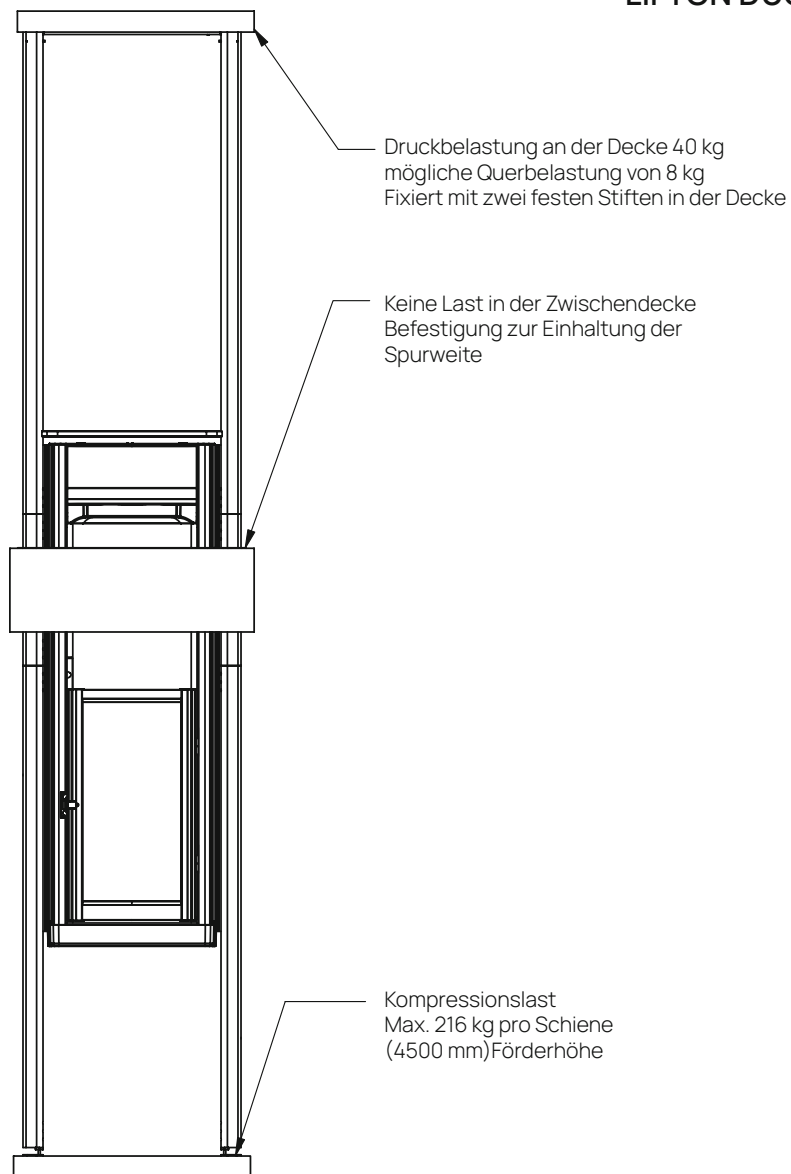 Druckbelastung an der Decke 40 kg
mögliche Querbelastung von 8 kg
Fixiert mit zwei festen Stiften in der Decke
Keine Last in der Zwischendecke
Befestigung zur Einhaltung der
Spurweite
Kompressionslast
Max. 216 kg pro Schiene
(4500 mm)Förderhöhe